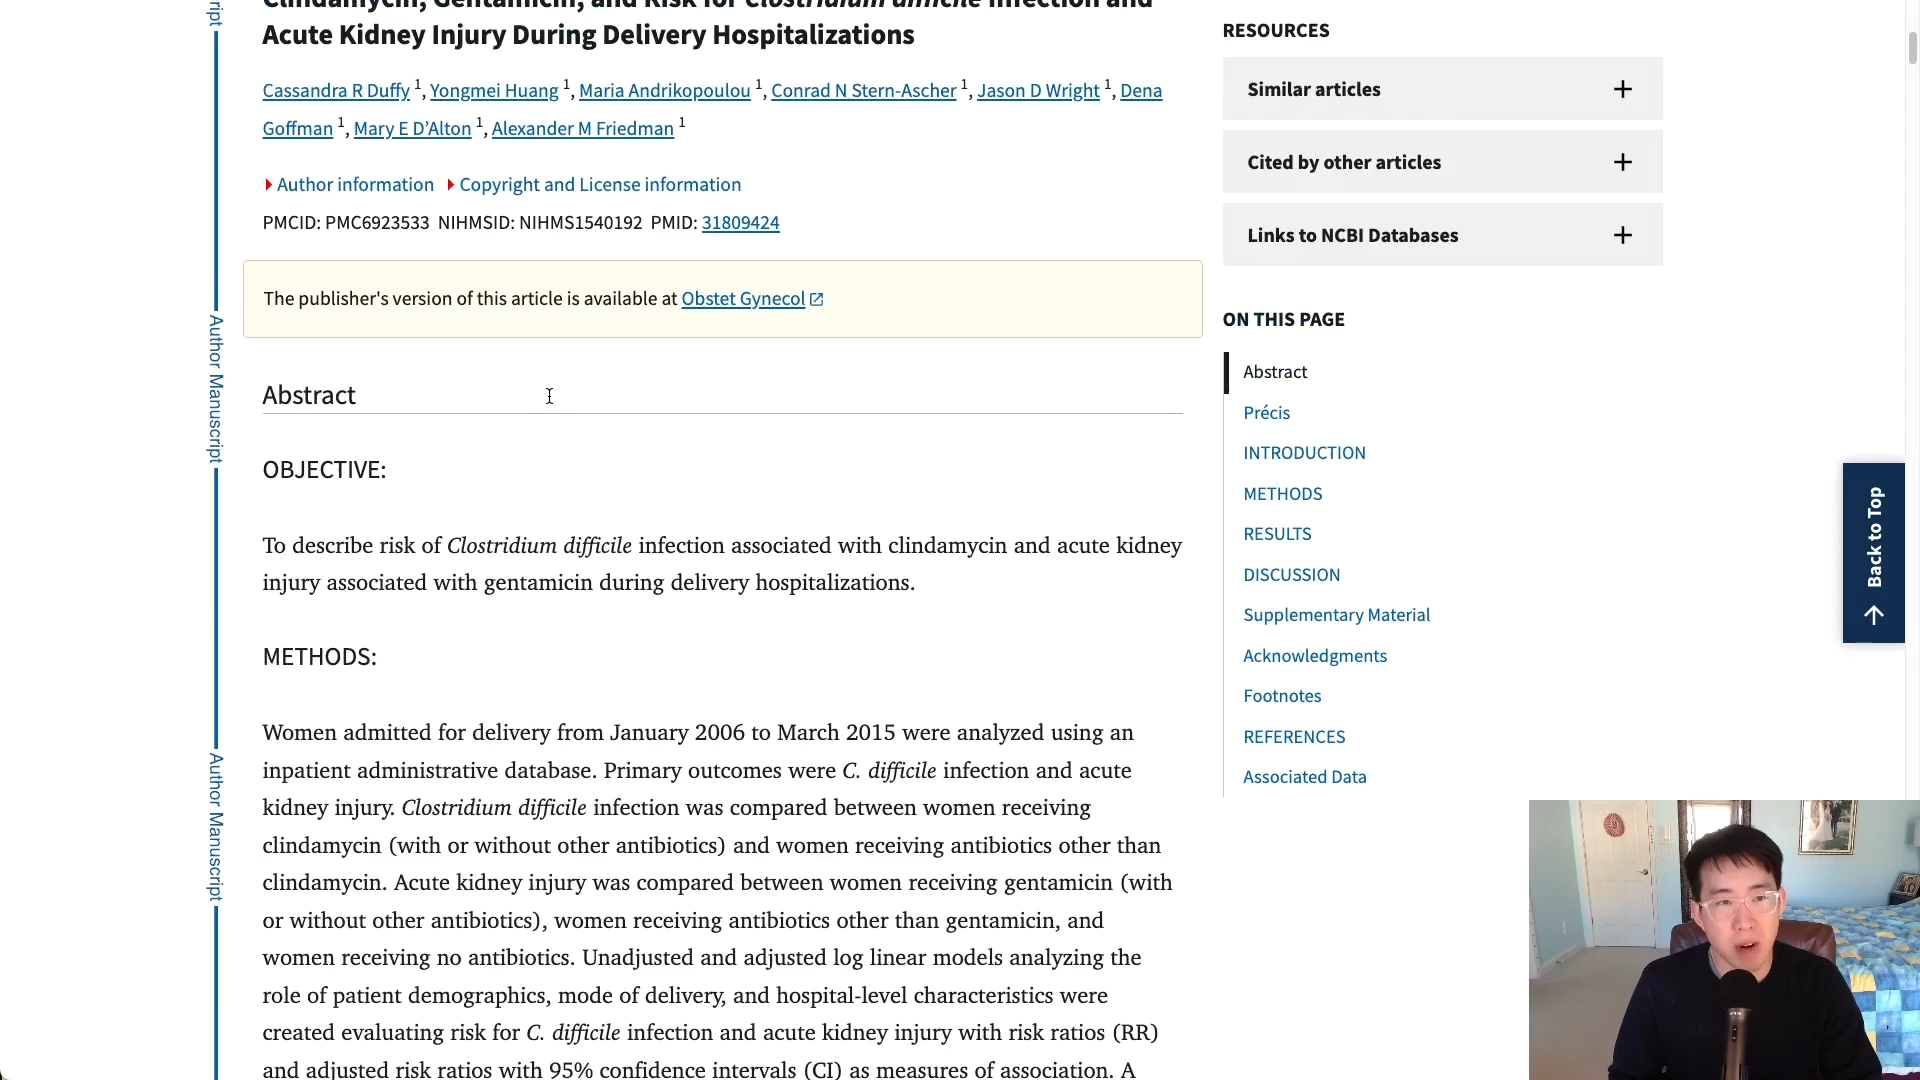 Clindamycin, Gentamicin, and Risk for Clostridium difficile Infection and
Acute Kidney Injury During Delivery Hospitalizations
Cassandra R Duffy 1, Yongmei Huang 1, Maria Andrikopoulou 1, Conrad N Stern-Ascher 1, Jason D Wright 1, Dena
Goffman 1, Mary E D’Alton 1, Alexander M Friedman 1
Author information Copyright and License information
PMCID: PMC6923533 NIHMSID: NIHMS1540192 PMID: 31809424
The publisher's version of this article is available at Obstet Gynecol
Abstract
OBJECTIVE:
To describe risk of Clostridium difficile infection associated with clindamycin and acute kidney
injury associated with gentamicin during delivery hospitalizations.
METHODS:
Women admitted for delivery from January 2006 to March 2015 were analyzed using an
inpatient administrative database. Primary outcomes were C. difficile infection and acute
kidney injury. Clostridium difficile infection was compared between women receiving
clindamycin (with or without other antibiotics) and women receiving antibiotics other than
clindamycin. Acute kidney injury was compared between women receiving gentamicin (with
or without other antibiotics), women receiving antibiotics other than gentamicin, and
women receiving no antibiotics. Unadjusted and adjusted log linear models analyzing the
role of patient demographics, mode of delivery, and hospital-level characteristics were
created evaluating risk for C. difficile infection and acute kidney injury with risk ratios (RR)
and adjusted risk ratios with 95% confidence intervals (CI) as measures of association. A
ript
Author Manuscript
Author Manuscript
RESOURCES
Similar articles
Cited by other articles
Links to NCBI Databases
ON THIS PAGE
Abstract
Précis
INTRODUCTION
METHODS
RESULTS
DISCUSSION
Supplementary Material
Acknowledgments
Footnotes
REFERENCES
Associated Data
Back to Top